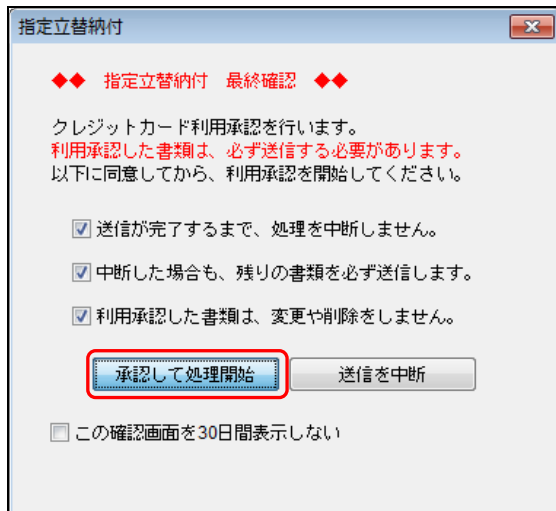 指定立替納付
◆◆ 指定立替納付 最終確認 ◆◆
クレジットカード利用承認を行います。
利用承認した書類は、必ず送信する必要があります。
以下に同意してから、利用承認を開始してください。
送信が完了するまで、処理を中断しません。
中断した場合も、残りの書類を必ず送信します。
利用承認した書類は、変更や削除をしません。
承認して処理開始 送信を中断
この確認画面を30日間表示しない